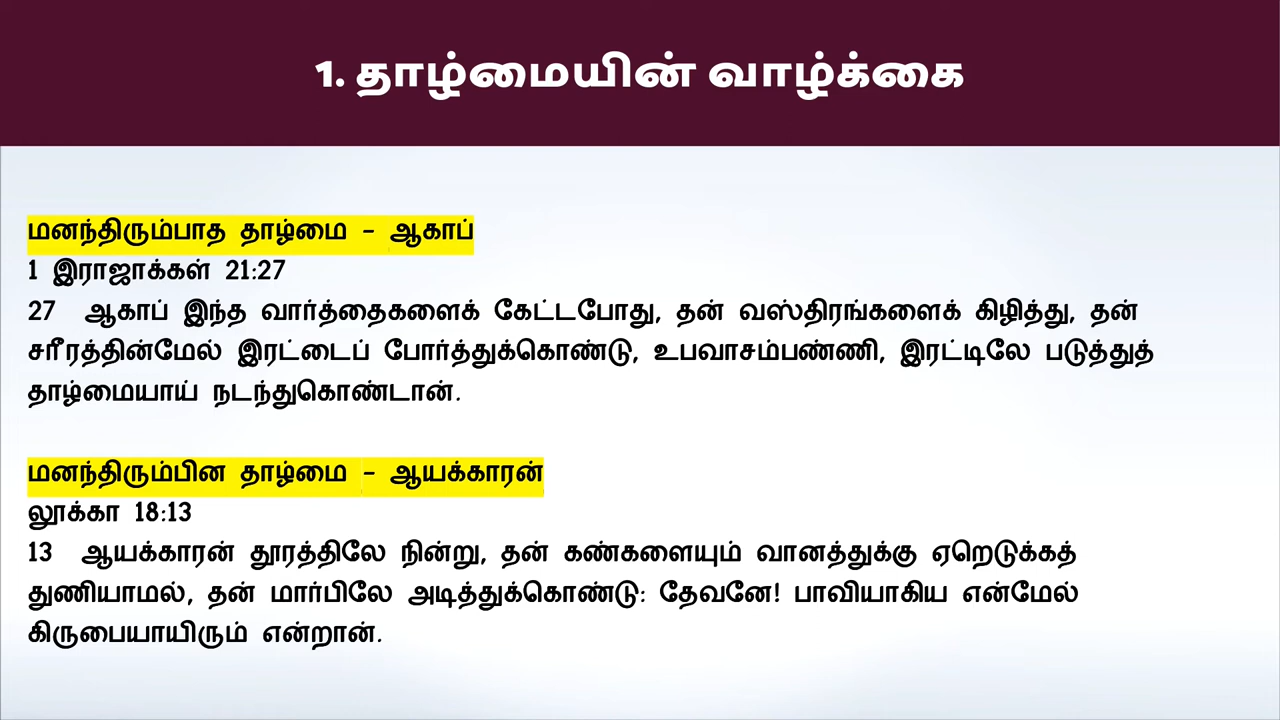 1. தாழ்மையின் வாழ்க்கை
மனந்திரும்பாத தாழ்மை - ஆகாப்
1 இராஜாக்கள் 21:27
27 ஆகாப் இந்த வார்த்தைகளைக் கேட்டபோது, தன் வஸ்திரங்களைக் கிழித்து, தன்
சரீரத்தின்மேல் இரட்டைப் போர்த்துக்கொண்டு, உபவாசம்பண்ணி, இரட்டிலே படுத்துத்
தாழ்மையாய் நடந்துகொண்டான்.
மனந்திரும்பின தாழ்மை - ஆயக்காரன்
லூக்கா 18:13
13 ஆயக்காரன் தூரத்திலே நின்று, தன் கண்களையும் வானத்துக்கு ஏறெடுக்கத்
துணியாமல், தன் மார்பிலே அடித்துக்கொண்டு: தேவனே! பாவியாகிய என்மேல்
கிருபையாயிரும் என்றான்.